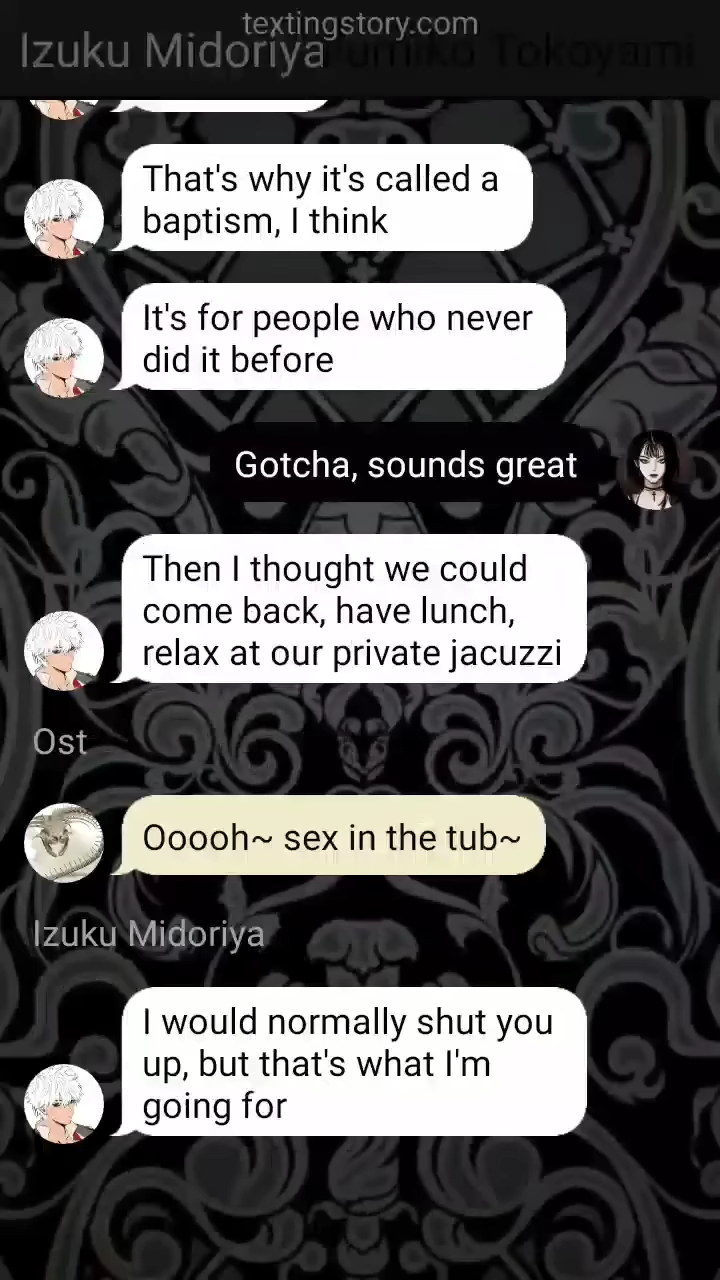 textingstory.com
Izuku Midoriya Fumiko Tokoyami
That's why it's called a
baptism, I think
It's for people who never
did it before
Gotcha, sounds great
Then I thought we could
come back, have lunch,
relax at our private jacuzzi
Ost
Ooooh~ sex in the tub~
Izuku Midoriya
I would normally shut you
up, but that's what I'm
going for